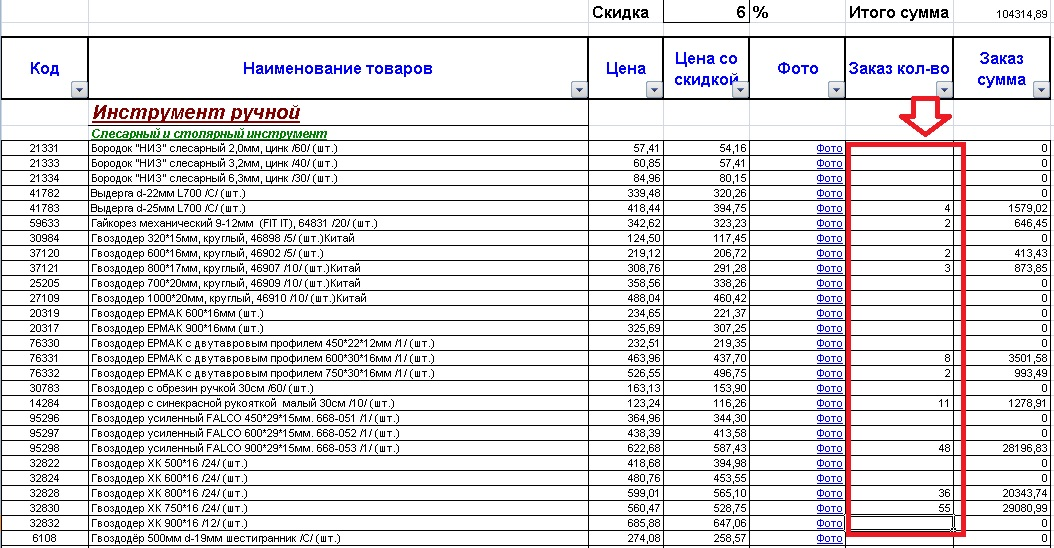 Скидка 6 % Итого сумма 104314,89
Код Наименование товаров Цена Цена со скидкой Фото Заказ кол-во Заказ сумма
Инструмент ручной
Слесарный и столярный инструмент
21331 Бородок "НИЗ" слесарный 2,0мм, цинк /60/ (шт.) 57,41 54,16 Фото 0
21333 Бородок "НИЗ" слесарный 3,2мм, цинк /40/ (шт.) 60,85 57,41 Фото 0
21334 Бородок "НИЗ" слесарный 6,3мм, цинк /30/ (шт.) 84,96 80,15 Фото 0
41782 Выдерга d-22мм L700 /С/ (шт.) 339,48 320,26 Фото 0
41783 Выдерга d-25мм L700 /С/ (шт.) 418,44 394,75 Фото 4 1579,02
59633 Гайкорез механический 9-12мм (FIT IT), 64831 /20/ (шт.) 342,62 323,23 Фото 2 646,45
30984 Гвоздодер 320*15мм, круглый, 46898 /5/ (шт.)Китай 124,50 117,45 Фото 0
37120 Гвоздодер 600*16мм, круглый, 46902 /5/ (шт.) 219,12 206,72 Фото 2 413,43
37121 Гвоздодер 800*17мм, круглый, 46907 /10/ (шт.)Китай 308,76 291,28 Фото 3 873,85
25205 Гвоздодер 700*20мм, круглый, 46909 /10/ (шт.)Китай 358,56 338,26 Фото 0
27109 Гвоздодер 1000*20мм, круглый, 46910 /10/ (шт.)Китай 488,04 460,42 Фото 0
20319 Гвоздодер ЕРМАК 600*16мм (шт.) 234,65 221,37 Фото 0
20317 Гвоздодер ЕРМАК 900*16мм (шт.) 325,69 307,25 Фото 0
76330 Гвоздодер ЕРМАК с двутавровым профилем 450*22*12мм /1/ (шт.) 232,51 219,35 Фото 0
76331 Гвоздодер ЕРМАК с двутавровым профилем 600*30*16мм /1/ (шт.) 463,96 437,70 Фото 8 3501,58
76332 Гвоздодер ЕРМАК с двутавровым профилем 750*30*16мм /1/ (шт.) 526,55 496,75 Фото 2 993,49
30783 Гвоздодер с обрезин ручкой 30см /60/ (шт.) 163,13 153,90 Фото 0
14284 Гвоздодер с синекрасной рукояткой малый 30см /10/ (шт.) 123,24 116,26 Фото 11 1278,91
95296 Гвоздодер усиленный FALCO 450*29*15мм. 668-051 /1/ (шт.) 364,96 344,30 Фото 0
95297 Гвоздодер усиленный FALCO 600*29*15мм. 668-052 /1/ (шт.) 438,39 413,58 Фото 0
95298 Гвоздодер усиленный FALCO 900*29*15мм. 668-053 /1/ (шт.) 622,68 587,43 Фото 48 28196,83
32822 Гвоздодер ХК 500*16 /24/ (шт.) 418,68 394,98 Фото 0
32824 Гвоздодер ХК 600*16 /24/ (шт.) 480,76 453,55 Фото 0
32828 Гвоздодер ХК 800*16 /24/ (шт.) 599,01 565,10 Фото 36 20343,74
32830 Гвоздодер ХК 750*16 /24/ (шт.) 560,47 528,75 Фото 55 29080,99
32832 Гвоздодер ХК 900*16 /12/ (шт.) 685,88 647,06 Фото 0
6108 Гвоздодёр 500мм d-19мм шестигранник /С/ (шт.) 274,08 258,57 Фото 0